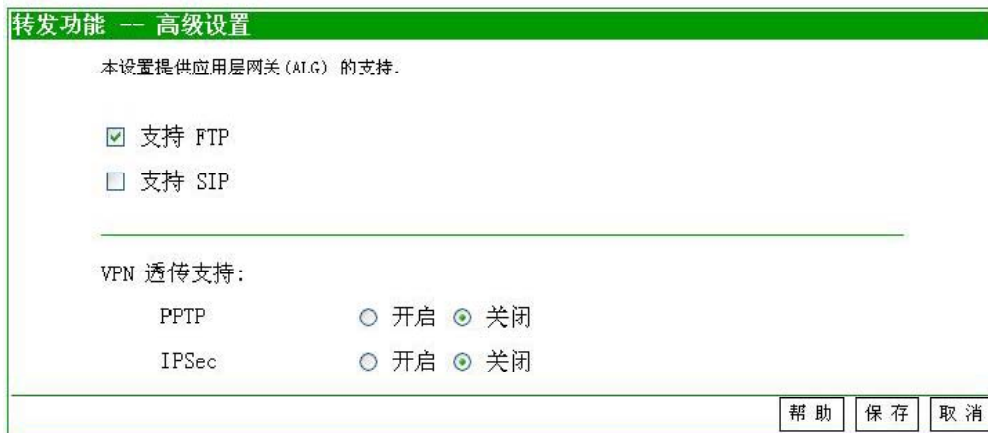 转发功能 -- 高级设置
本设置提供应用层网关(ALG) 的支持.
支持 FTP
支持 SIP
VPN 透传支持:
PPTP 开启 关闭
IPSec 开启 关闭
帮 助 保 存 取 消